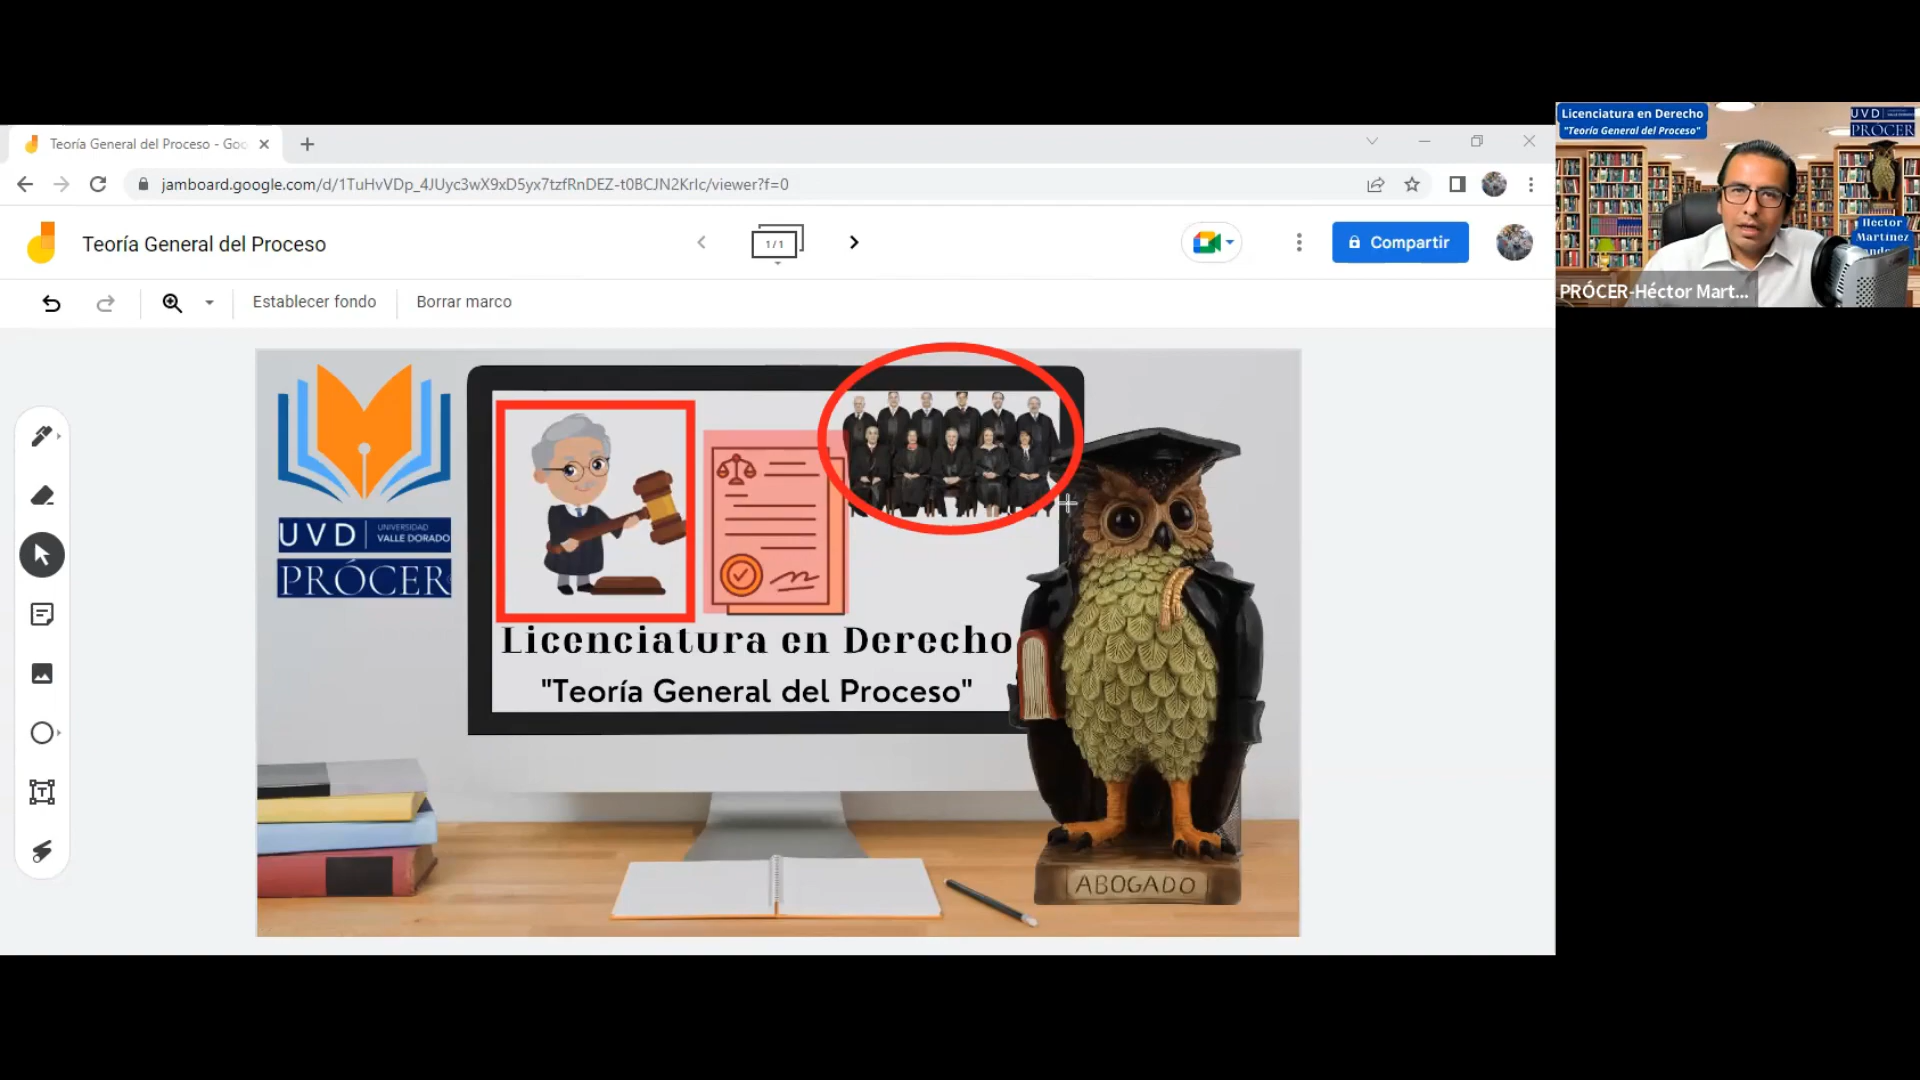 Teoría General del Proceso - Goo
jamboard.google.com/d/1TuHvVDp_4JUyc3wX9xD5yx7tzfRnDEZ-t0BCJN2KrIc/viewer?f=0
Teoría General del Proceso
1/1
Compartir
Establecer fondo
Borrar marco
UVD
UNIVERSIDAD
VALLE DORADO
PRÓCER
Licenciatura en Derecho
"Teoría General del Proceso"
ABOGADO
Licenciatura en Derecho
"Teoría General del Proceso"
UVD
PRÓCER
Héctor
Martínez
PRÓCER-Héctor Mart...